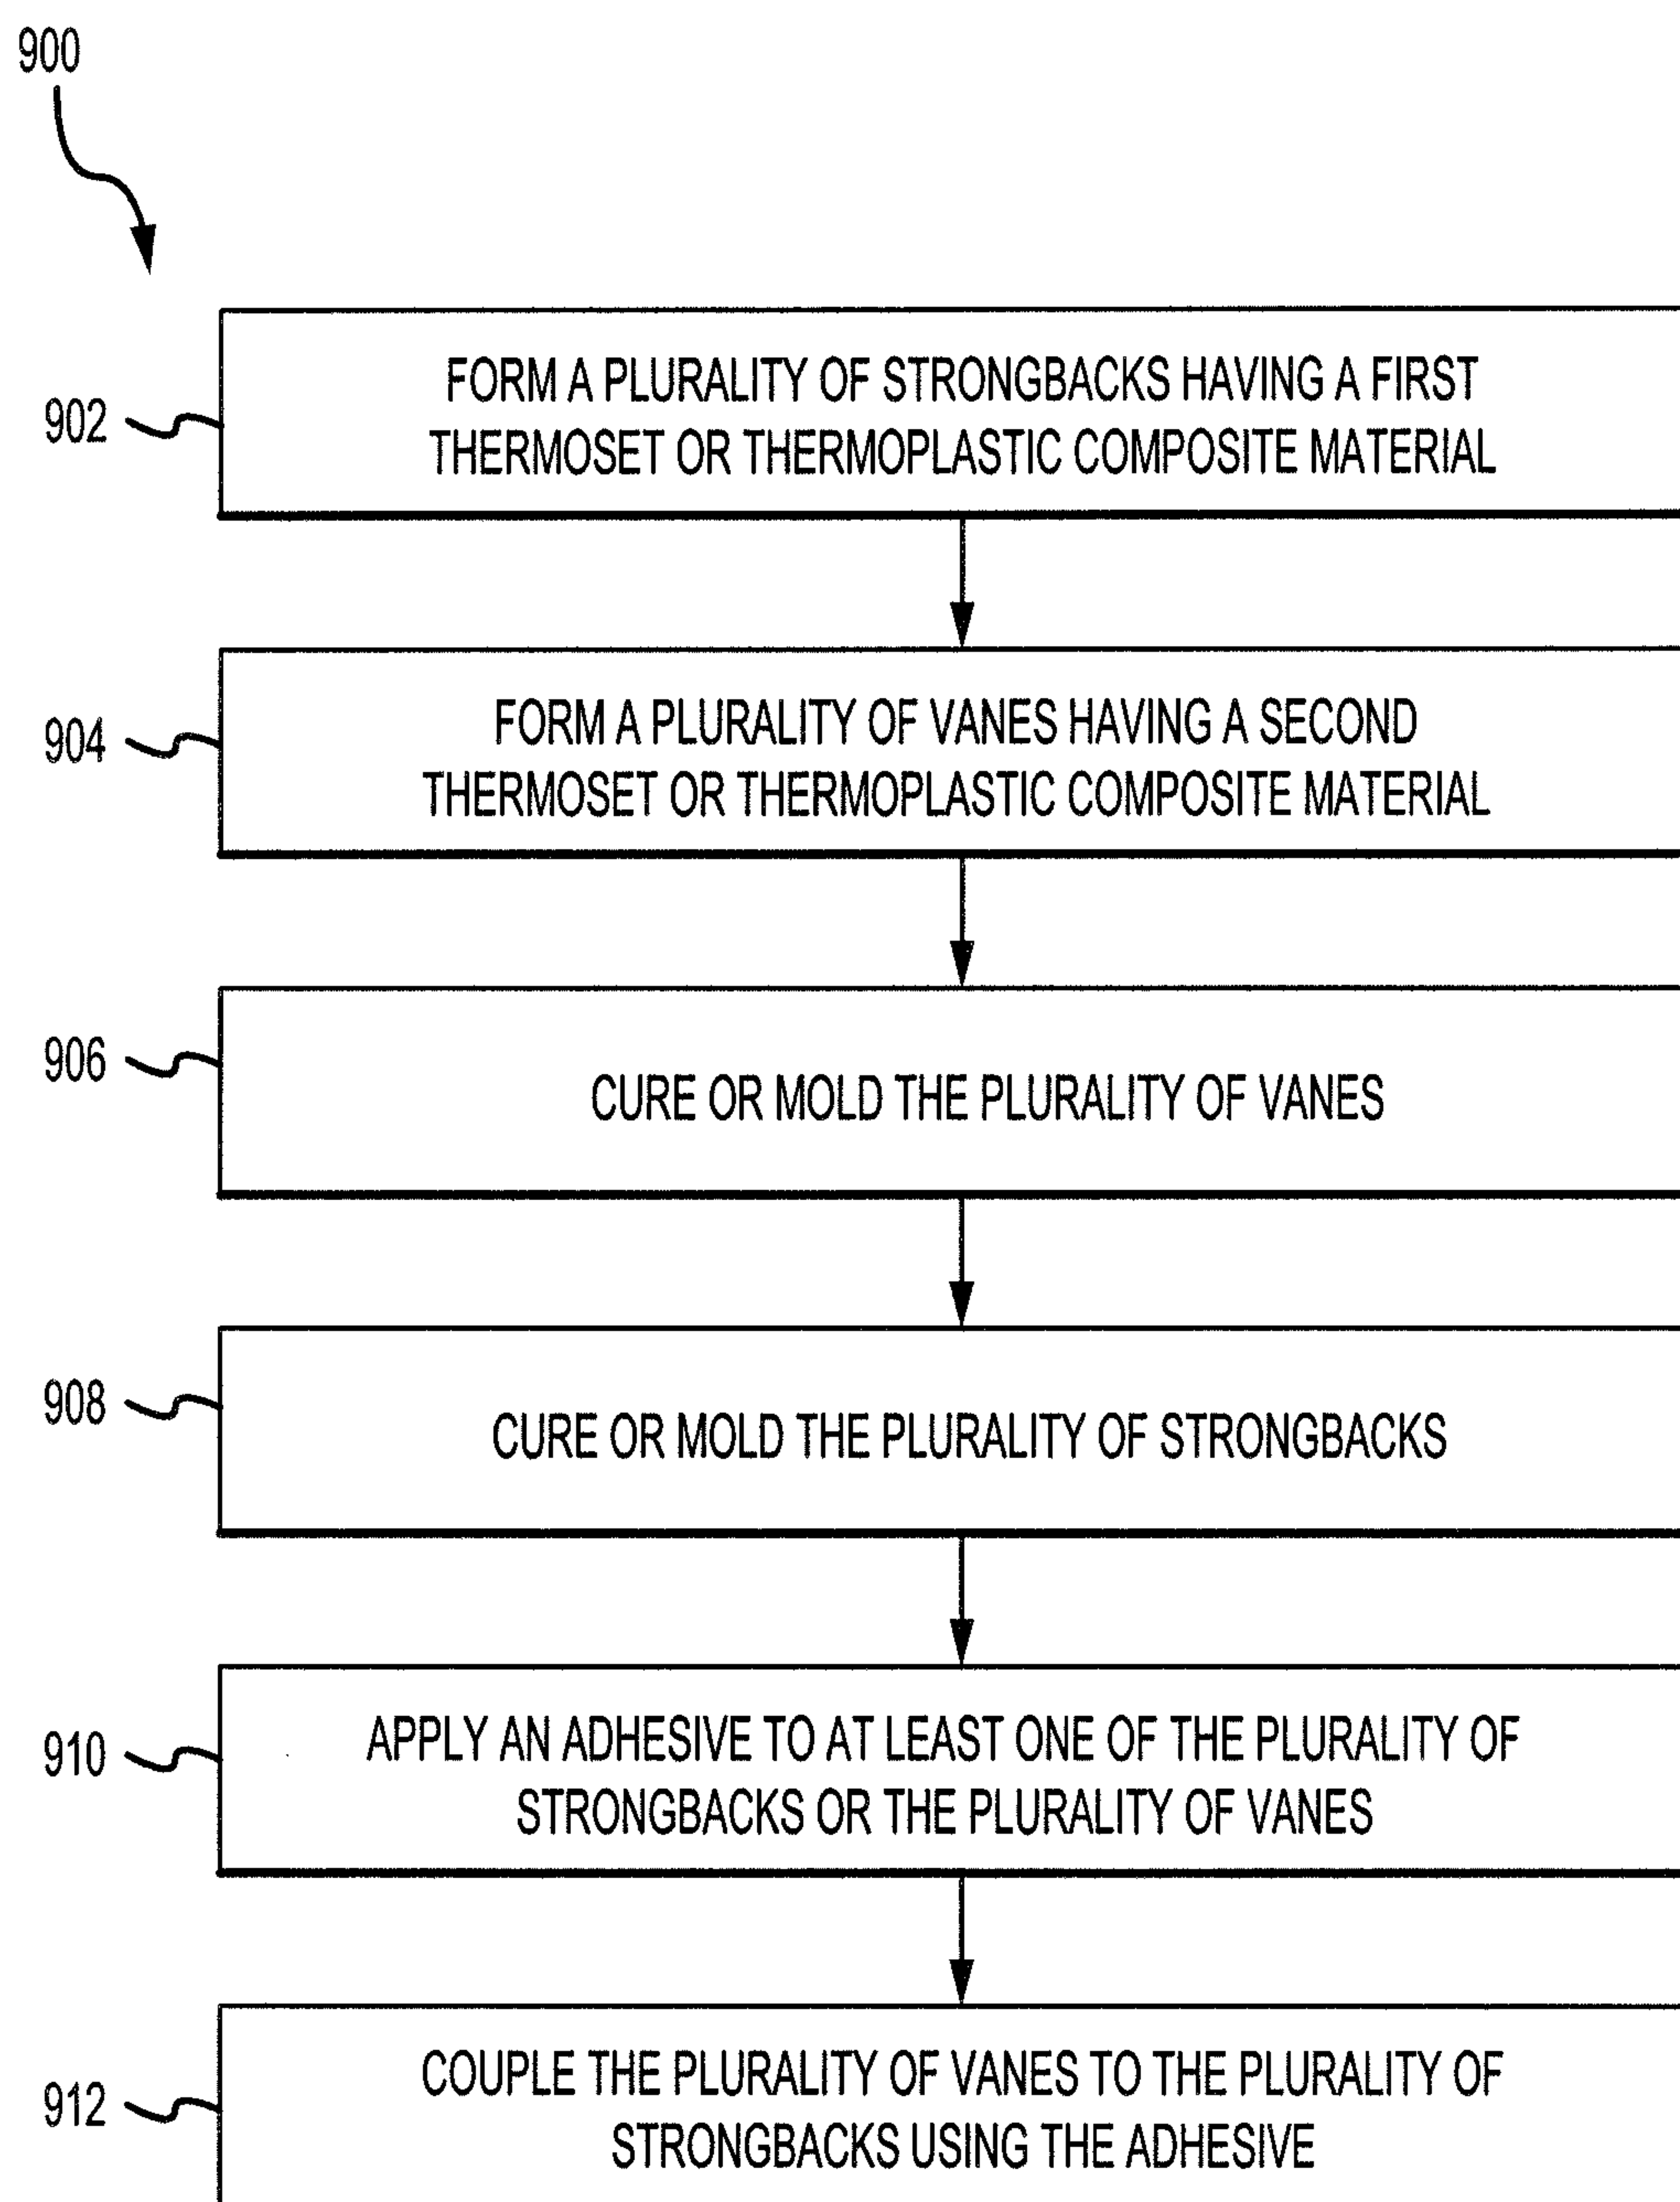 900
902
FORM A PLURALITY OF STRONGBACKS HAVING A FIRST
THERMOSET OR THERMOPLASTIC COMPOSITE MATERIAL
904
FORM A PLURALITY OF VANES HAVING A SECOND
THERMOSET OR THERMOPLASTIC COMPOSITE MATERIAL
906
CURE OR MOLD THE PLURALITY OF VANES
908
CURE OR MOLD THE PLURALITY OF STRONGBACKS
910
APPLY AN ADHESIVE TO AT LEAST ONE OF THE PLURALITY OF
STRONGBACKS OR THE PLURALITY OF VANES
912
COUPLE THE PLURALITY OF VANES TO THE PLURALITY OF
STRONGBACKS USING THE ADHESIVE